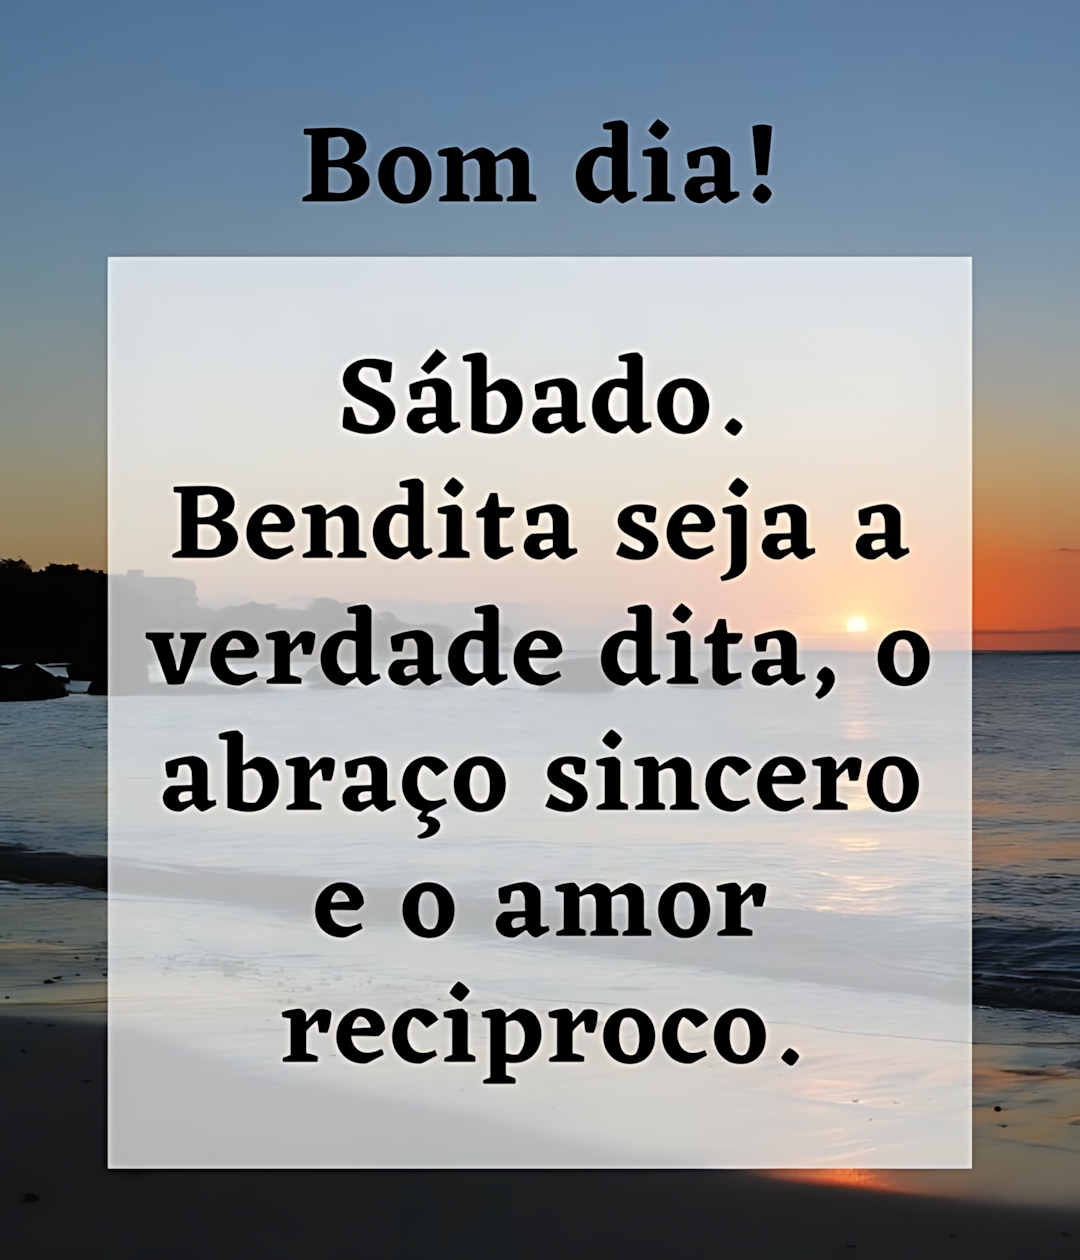 Bom dia!
Sábado.
Bendita seja a
verdade dita, o
abraço sincero
e o amor
reciproco.